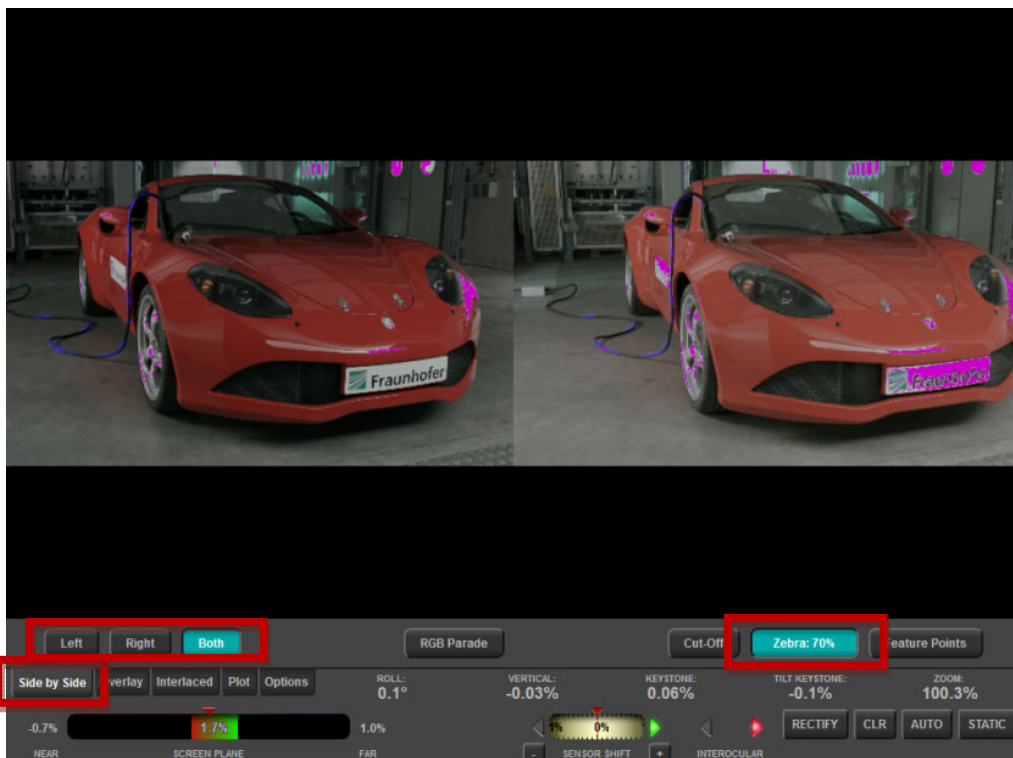 Fraunhofer
Fraunhofer
Left Right Both RGB Parade Cut-Off Zebra: 70% Feature Points
Side by Side Overlay Interlaced Plot Options
ROLL: VERTICAL: KEYSTONE: TILT KEYSTONE: ZOOM:
0.1° -0.03% 0.06% -0.1% 100.3%
-0.7% 1.7% 1.0% 1% 0% RECTIFY CLR AUTO STATIC
NEAR SCREEN PLANE FAR - SENSOR SHIFT + INTEROCULAR